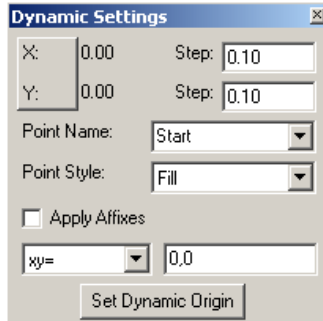 Dynamic Settings
X: 0.00 Step: 0.10
Y: 0.00 Step: 0.10
Point Name: Start
Point Style: Fill
Apply Affixes
xy= 0,0
Set Dynamic Origin